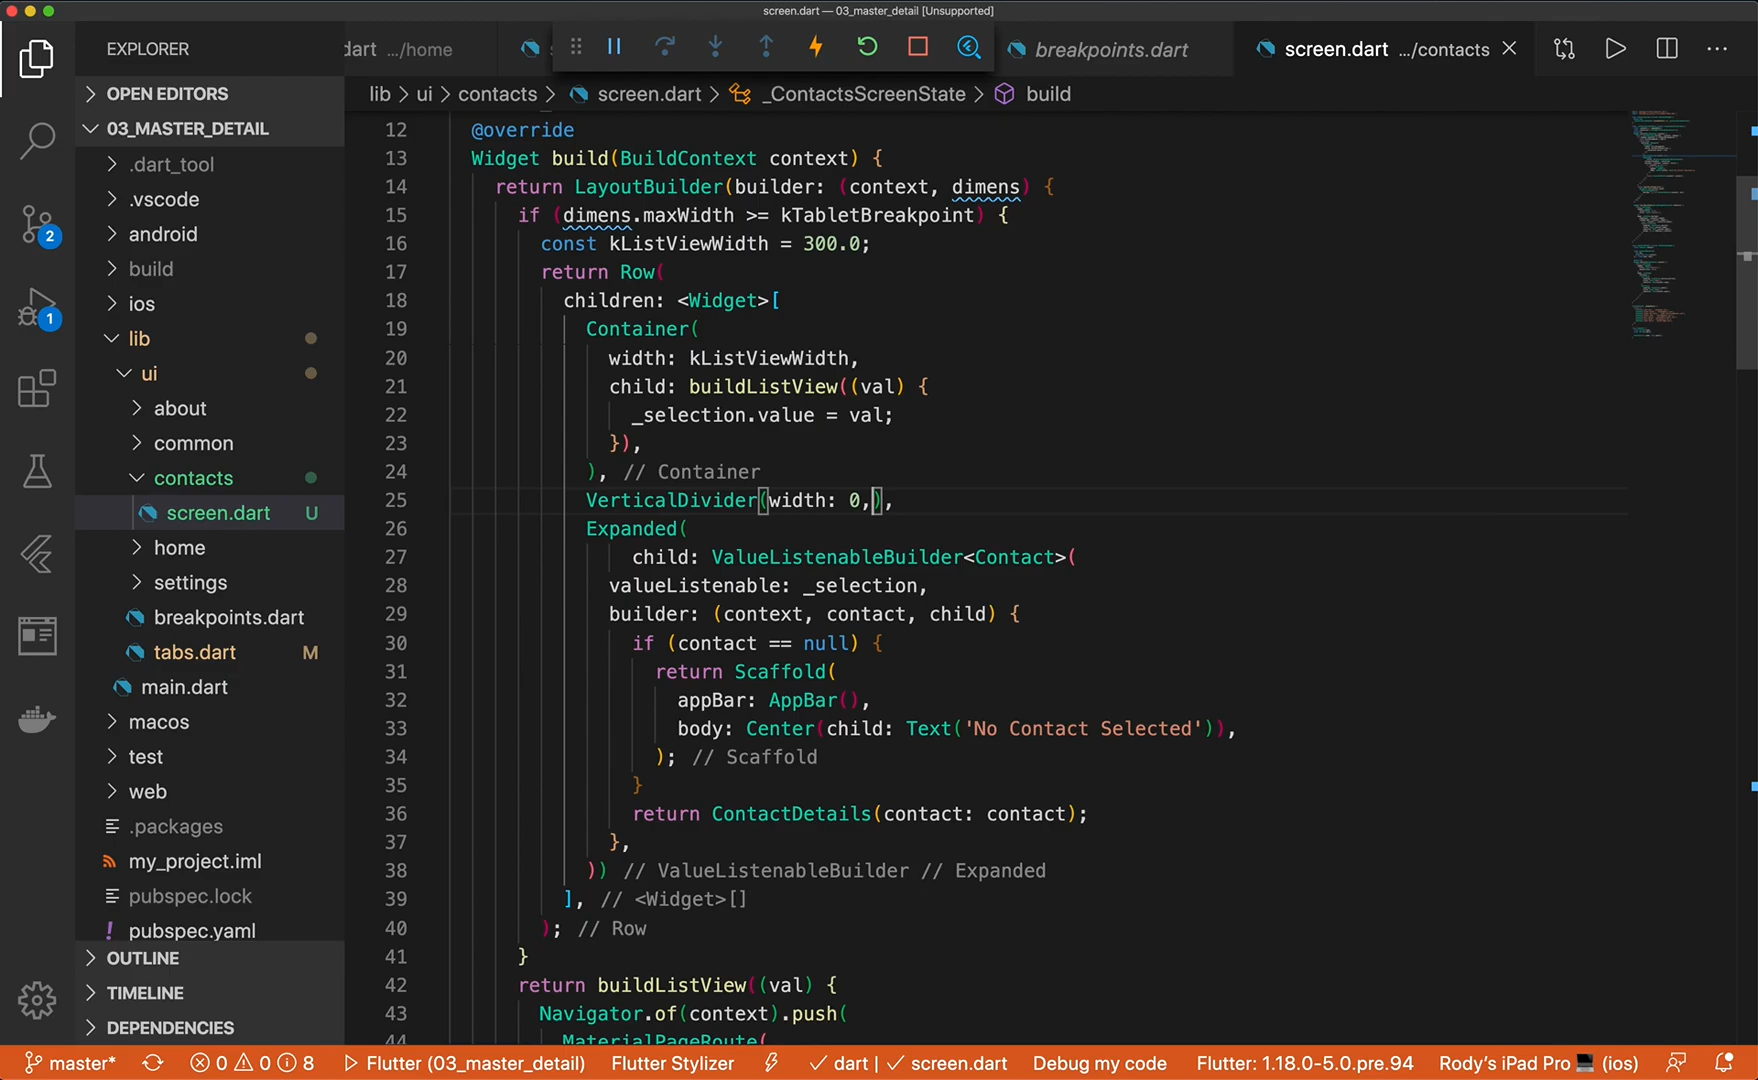 screen.dart — 03_master_detail [Unsupported]
EXPLORER
dart .../home
breakpoints.dart
screen.dart .../contacts
lib > ui > contacts > screen.dart > _ContactsScreenState > build
OPEN EDITORS
03_MASTER_DETAIL
.dart_tool
.vscode
android
build
ios
lib
ui
about
common
contacts
screen.dart U
home
settings
breakpoints.dart
tabs.dart M
main.dart
macos
test
web
.packages
my_project.iml
pubspec.lock
! pubspec.yaml
OUTLINE
TIMELINE
DEPENDENCIES
2
1
12 @override
13 Widget build(BuildContext context) {
14 return LayoutBuilder(builder: (context, dimens) {
15 if (dimens.maxWidth >= kTabletBreakpoint) {
16 const kListViewWidth = 300.0;
17 return Row(
18 children: <Widget>[
19 Container(
20 width: kListViewWidth,
21 child: buildListView((val) {
22 _selection.value = val;
23 }),
24 ), // Container
25 VerticalDivider(width: 0,),
26 Expanded(
27 child: ValueListenableBuilder<Contact>(
28 valueListenable: _selection,
29 builder: (context, contact, child) {
30 if (contact == null) {
31 return Scaffold(
32 appBar: AppBar(),
33 body: Center(child: Text('No Contact Selected')),
34 ); // Scaffold
35 }
36 return ContactDetails(contact: contact);
37 },
38 )) // ValueListenableBuilder // Expanded
39 ], // <Widget>[]
40 ); // Row
41 }
42 return buildListView((val) {
43 Navigator.of(context).push(
44 MaterialPageRoute(
master* 0 0 8 Flutter (03_master_detail) Flutter Stylizer dart | screen.dart Debug my code Flutter: 1.18.0-5.0.pre.94 Rody's iPad Pro (ios)